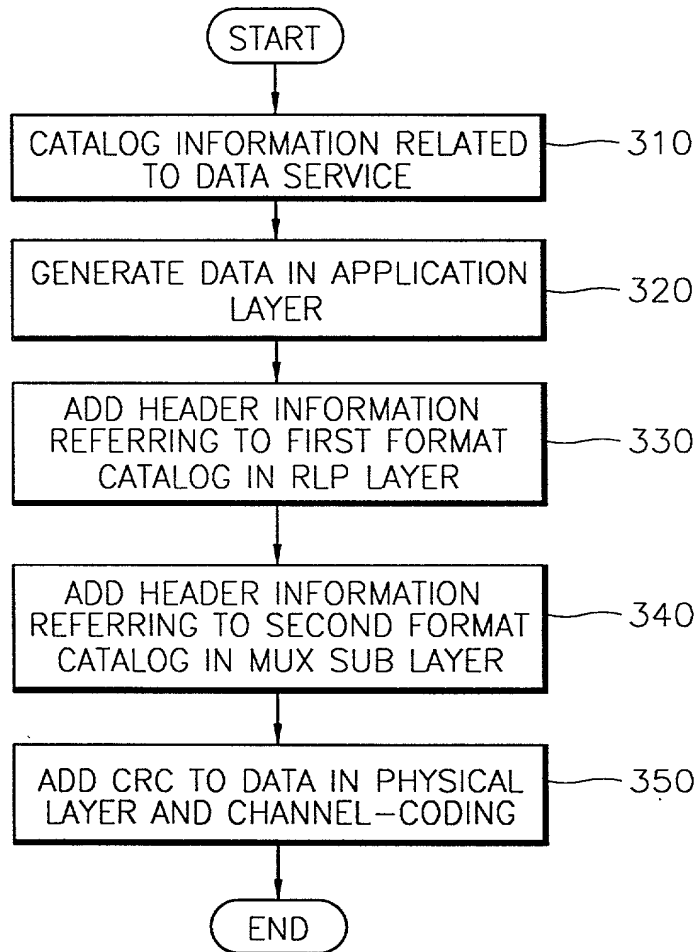 START
CATALOG INFORMATION RELATED
TO DATA SERVICE
310
GENERATE DATA IN APPLICATION
LAYER
320
ADD HEADER INFORMATION
REFERRING TO FIRST FORMAT
CATALOG IN RLP LAYER
330
ADD HEADER INFORMATION
REFERRING TO SECOND FORMAT
CATALOG IN MUX SUB LAYER
340
ADD CRC TO DATA IN PHYSICAL
LAYER AND CHANNEL-CODING
350
END